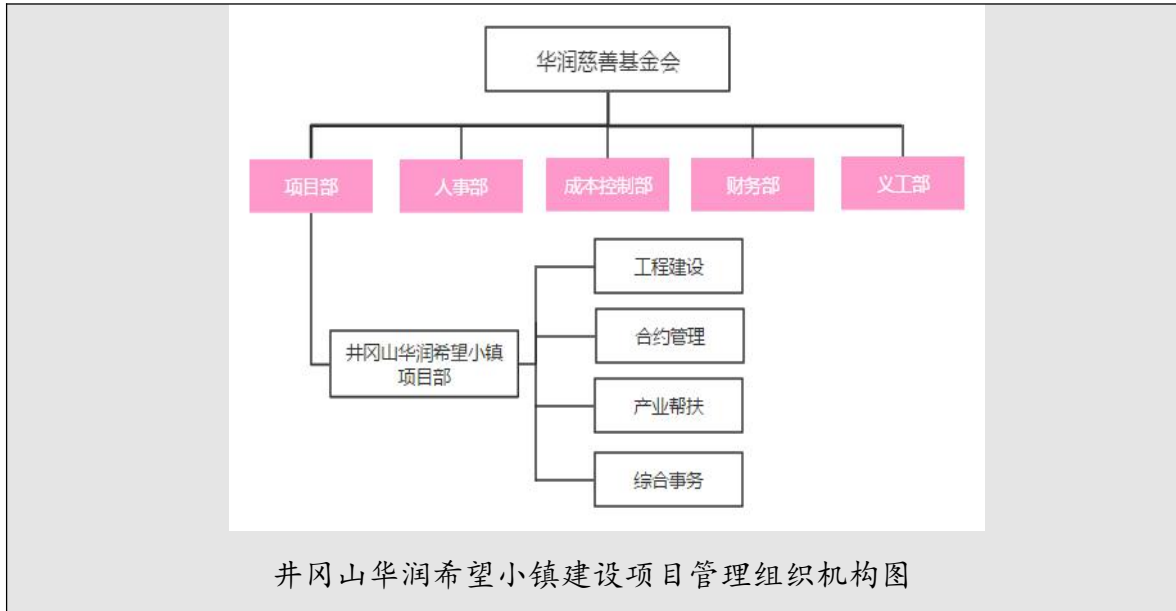 华润慈善基金会
项目部
人事部
成本控制部
财务部
义工部
工程建设
合约管理
井冈山华润希望小镇
项目部
产业帮扶
综合事务
井冈山华润希望小镇建设项目管理组织机构图